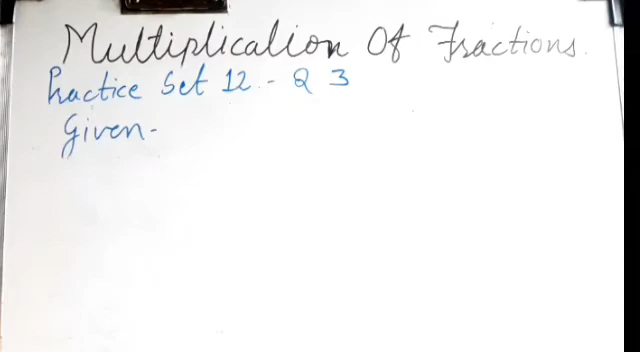 Multiplication Of Fractions.
Practice Set 12 - Q 3
Given-